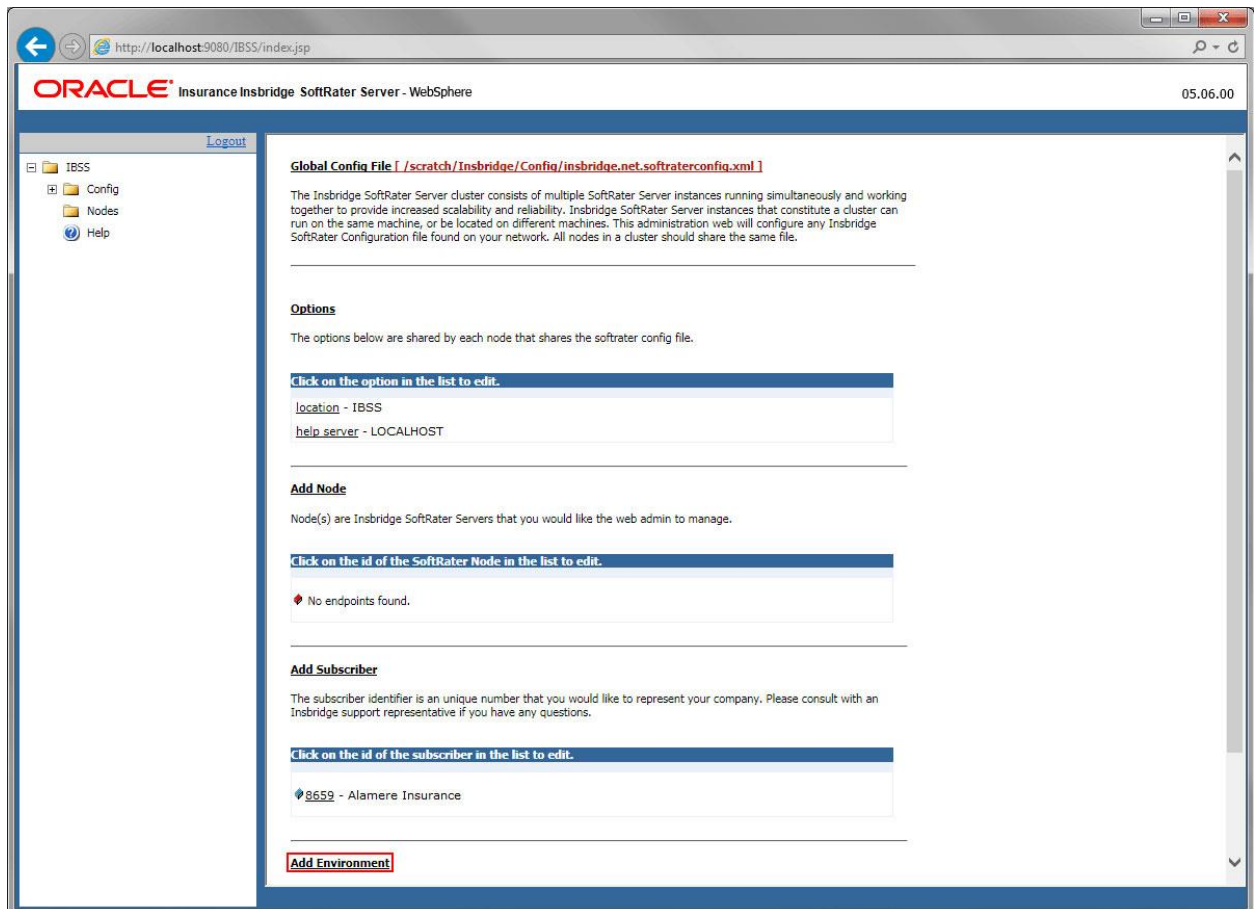 http://localhost:9080/IBSS/index.jsp
ORACLE® Insurance Insbridge SoftRater Server - WebSphere
05.06.00
Logout
IBSS
Config
Nodes
Help
Global Config File [ /scratch/Insbridge/Config/insbridge.net.softraterconfig.xml ]
The Insbridge SoftRater Server cluster consists of multiple SoftRater Server instances running simultaneously and working
together to provide increased scalability and reliability. Insbridge SoftRater Server instances that constitute a cluster can
run on the same machine, or be located on different machines. This administration web will configure any Insbridge
SoftRater Configuration file found on your network. All nodes in a cluster should share the same file.
Options
The options below are shared by each node that shares the softrater config file.
Click on the option in the list to edit.
location - IBSS
help server - LOCALHOST
Add Node
Node(s) are Insbridge SoftRater Servers that you would like the web admin to manage.
Click on the id of the SoftRater Node in the list to edit.
No endpoints found.
Add Subscriber
The subscriber identifier is an unique number that you would like to represent your company. Please consult with an
Insbridge support representative if you have any questions.
Click on the id of the subscriber in the list to edit.
8659 - Alamere Insurance
Add Environment